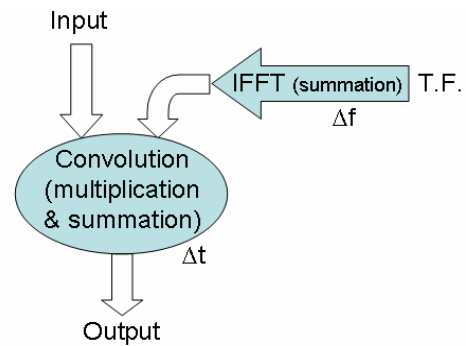 Input
IFFT (summation)
T.F.
Δf
Convolution
(multiplication
& summation)
Δt
Output